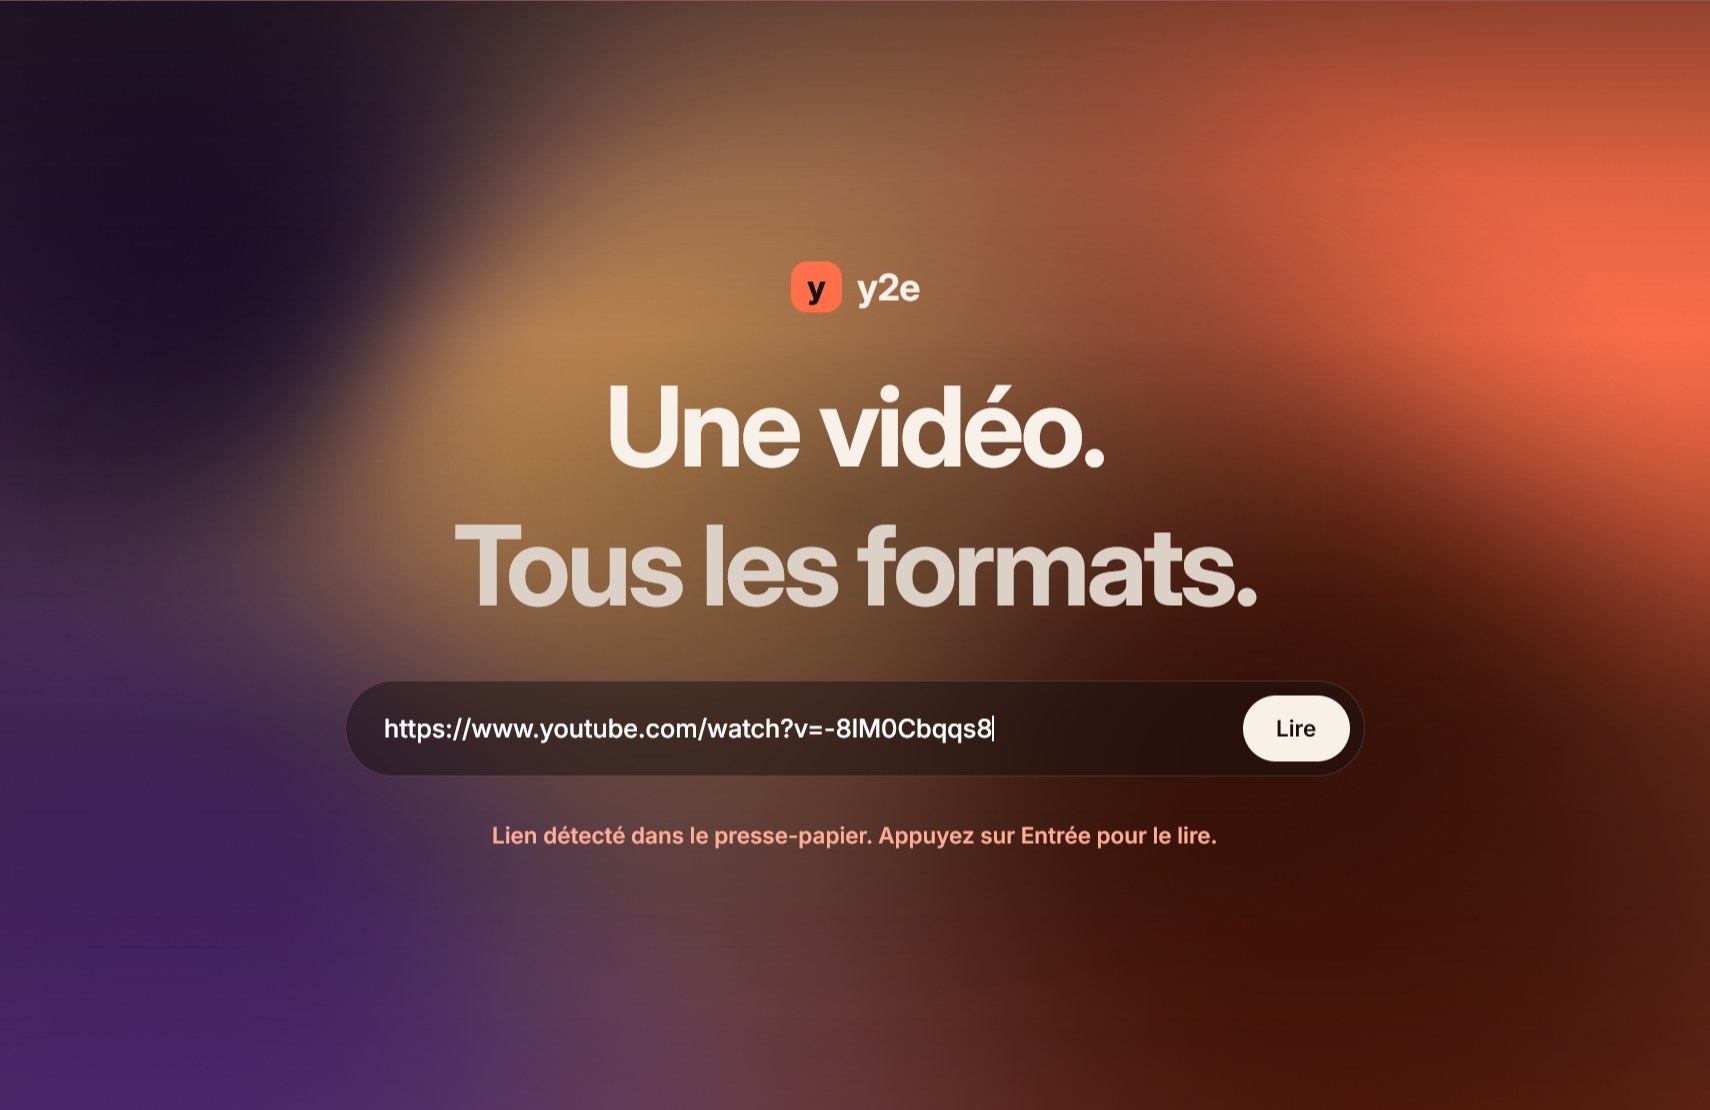 y y2e
Une vidéo.
Tous les formats.
https://www.youtube.com/watch?v=-8IM0Cbqqs8
Lire
Lien détecté dans le presse-papier. Appuyez sur Entrée pour le lire.